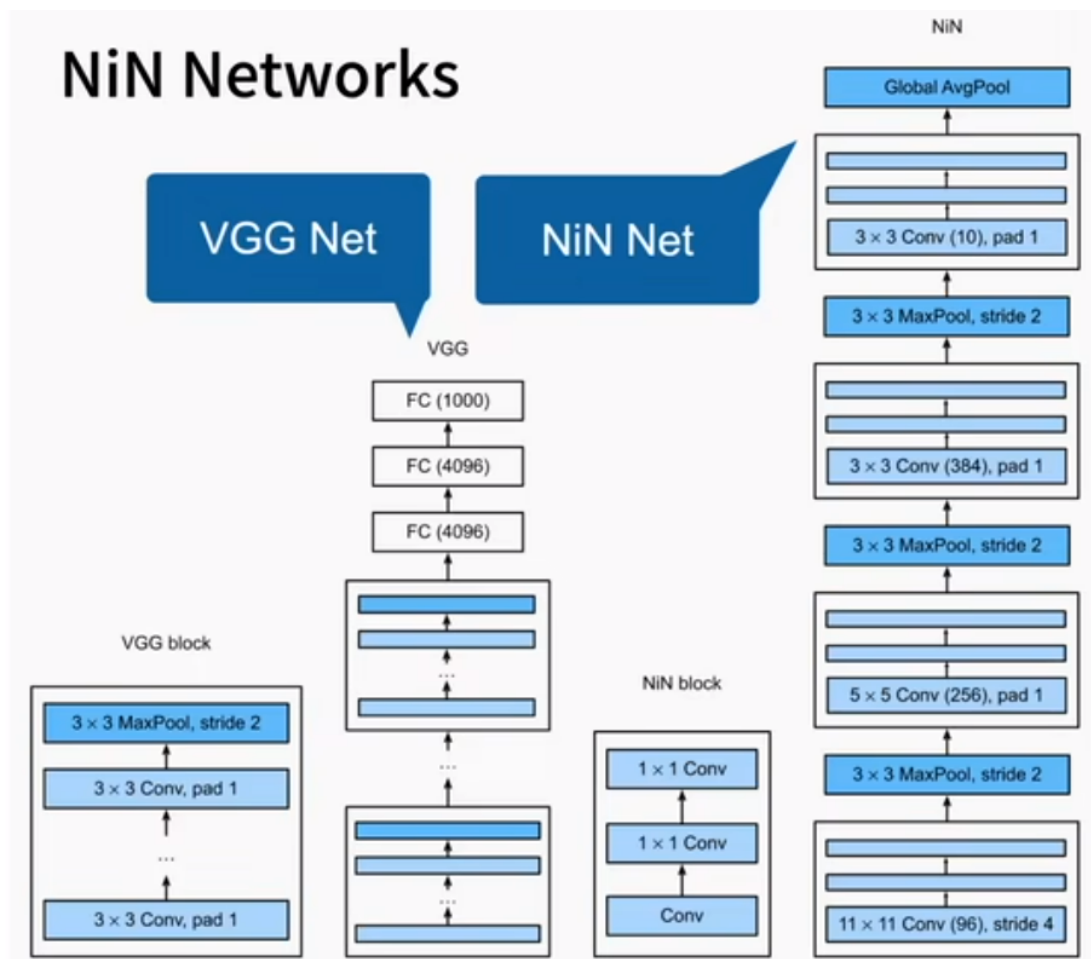 NiN Networks
VGG Net
NiN Net
VGG block
3 × 3 MaxPool, stride 2
3 × 3 Conv, pad 1
...
3 × 3 Conv, pad 1
VGG
FC (1000)
FC (4096)
FC (4096)
...
...
...
NiN block
1 × 1 Conv
1 × 1 Conv
Conv
NiN
Global AvgPool
3 × 3 Conv (10), pad 1
3 × 3 MaxPool, stride 2
3 × 3 Conv (384), pad 1
3 × 3 MaxPool, stride 2
5 × 5 Conv (256), pad 1
3 × 3 MaxPool, stride 2
11 × 11 Conv (96), stride 4